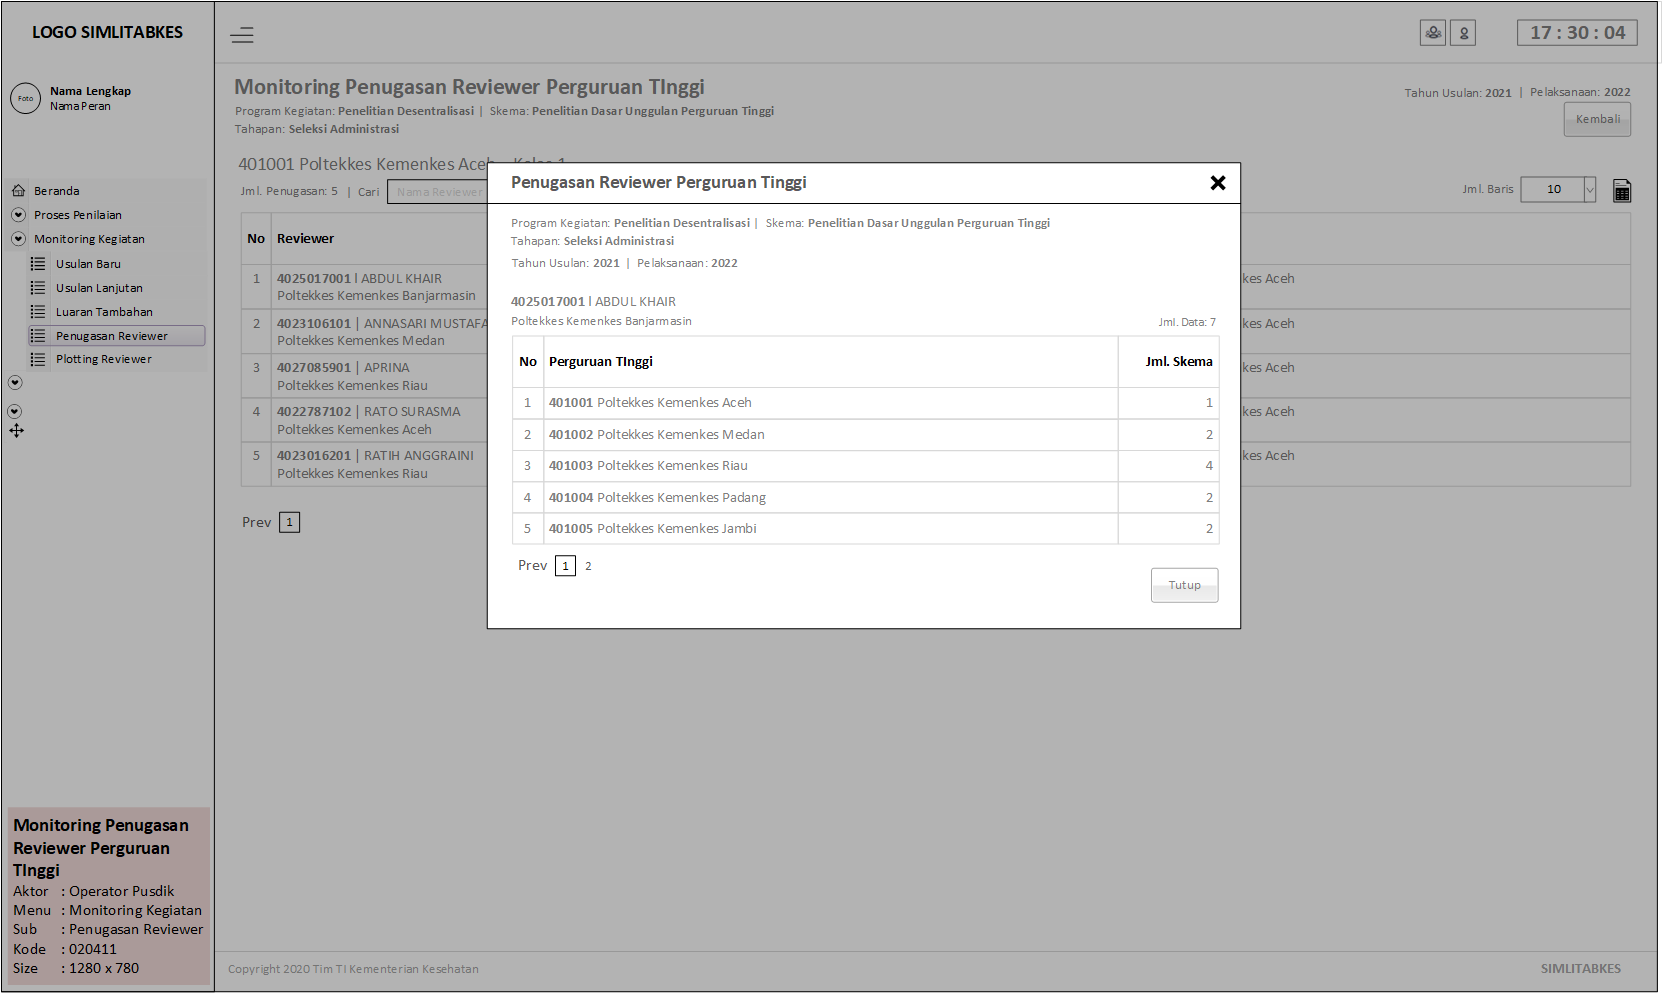 LOGO SIMLITABKES
17 : 30 : 04
Foto
Nama Lengkap
Nama Peran
Beranda
Proses Penilaian
Monitoring Kegiatan
Usulan Baru
Usulan Lanjutan
Luaran Tambahan
Penugasan Reviewer
Plotting Reviewer
Monitoring Penugasan Reviewer Perguruan TInggi
Program Kegiatan: Penelitian Desentralisasi | Skema: Penelitian Dasar Unggulan Perguruan Tinggi
Tahapan: Seleksi Administrasi
Tahun Usulan: 2021 | Pelaksanaan: 2022
Kembali
401001 Poltekkes Kemenkes Aceh
Jml. Penugasan: 5 | Cari Nama Reviewer
Jml. Baris 10
No Reviewer
1 4025017001 l ABDUL KHAIR
Poltekkes Kemenkes Banjarmasin
kes Aceh
2 4023106101 | ANNASARI MUSTAFA
Poltekkes Kemenkes Medan
kes Aceh
3 4027085901 | APRINA
Poltekkes Kemenkes Riau
kes Aceh
4 4022787102 | RATO SURASMA
Poltekkes Kemenkes Aceh
kes Aceh
5 4023016201 | RATIH ANGGRAINI
Poltekkes Kemenkes Riau
kes Aceh
Prev 1
Penugasan Reviewer Perguruan Tinggi
Program Kegiatan: Penelitian Desentralisasi | Skema: Penelitian Dasar Unggulan Perguruan Tinggi
Tahapan: Seleksi Administrasi
Tahun Usulan: 2021 | Pelaksanaan: 2022
4025017001 l ABDUL KHAIR
Poltekkes Kemenkes Banjarmasin
Jml. Data: 7
No Perguruan TInggi Jml. Skema
1 401001 Poltekkes Kemenkes Aceh 1
2 401002 Poltekkes Kemenkes Medan 2
3 401003 Poltekkes Kemenkes Riau 4
4 401004 Poltekkes Kemenkes Padang 2
5 401005 Poltekkes Kemenkes Jambi 2
Prev 1 2
Tutup
Monitoring Penugasan
Reviewer Perguruan
TInggi
Aktor : Operator Pusdik
Menu : Monitoring Kegiatan
Sub : Penugasan Reviewer
Kode : 020411
Size : 1280 x 780
Copyright 2020 Tim TI Kementerian Kesehatan
SIMLITABKES